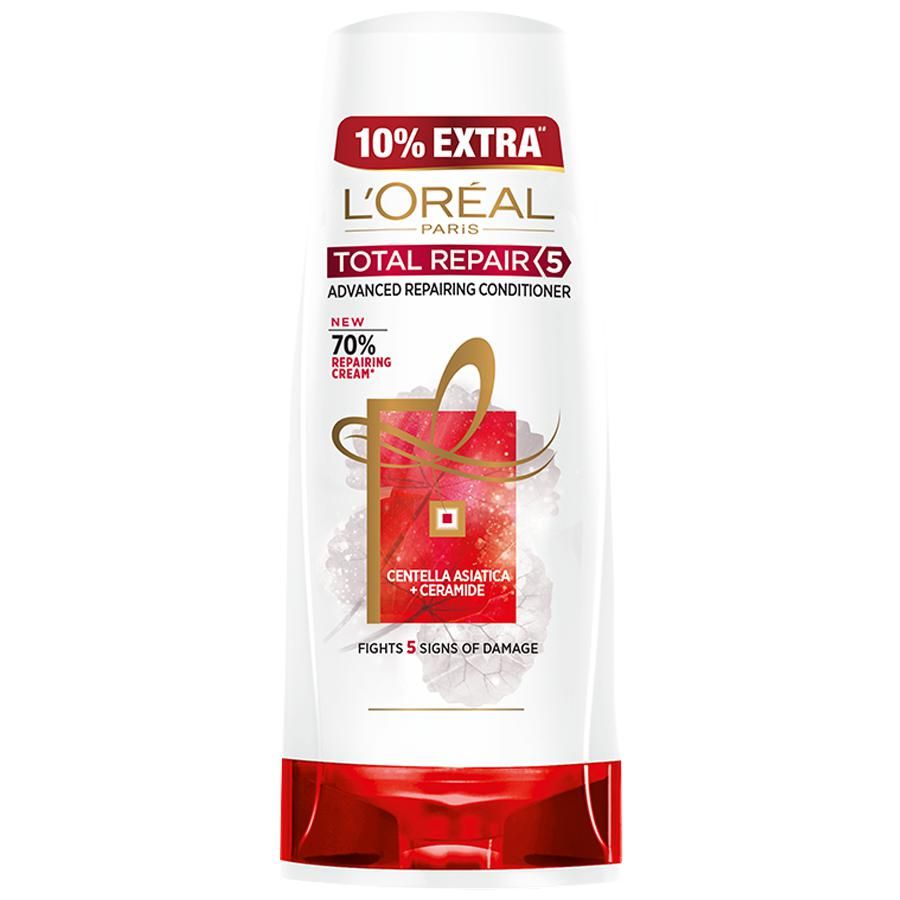 10% EXTRA##
L'ORÉAL
PARiS
TOTAL REPAIR 5
ADVANCED REPAIRING CONDITIONER
NEW
70%
REPAIRING
CREAM*
CENTELLA ASIATICA
+ CERAMIDE
FIGHTS 5 SIGNS OF DAMAGE